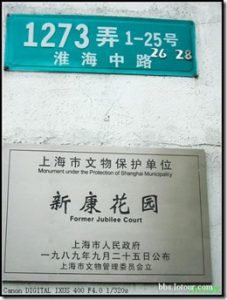 1273弄 1-25号
26 28
淮海中路
上海市文物保护单位
Monument under the Protection of Shanghai Municipality
新康花园
Former Jubilee Court
上海市人民政府
一九八九年九月二十五日公布
上海市文物管理委员会立
Canon DIGITAL IXUS 400 F4.0 1/320s
bbs.lotour.com